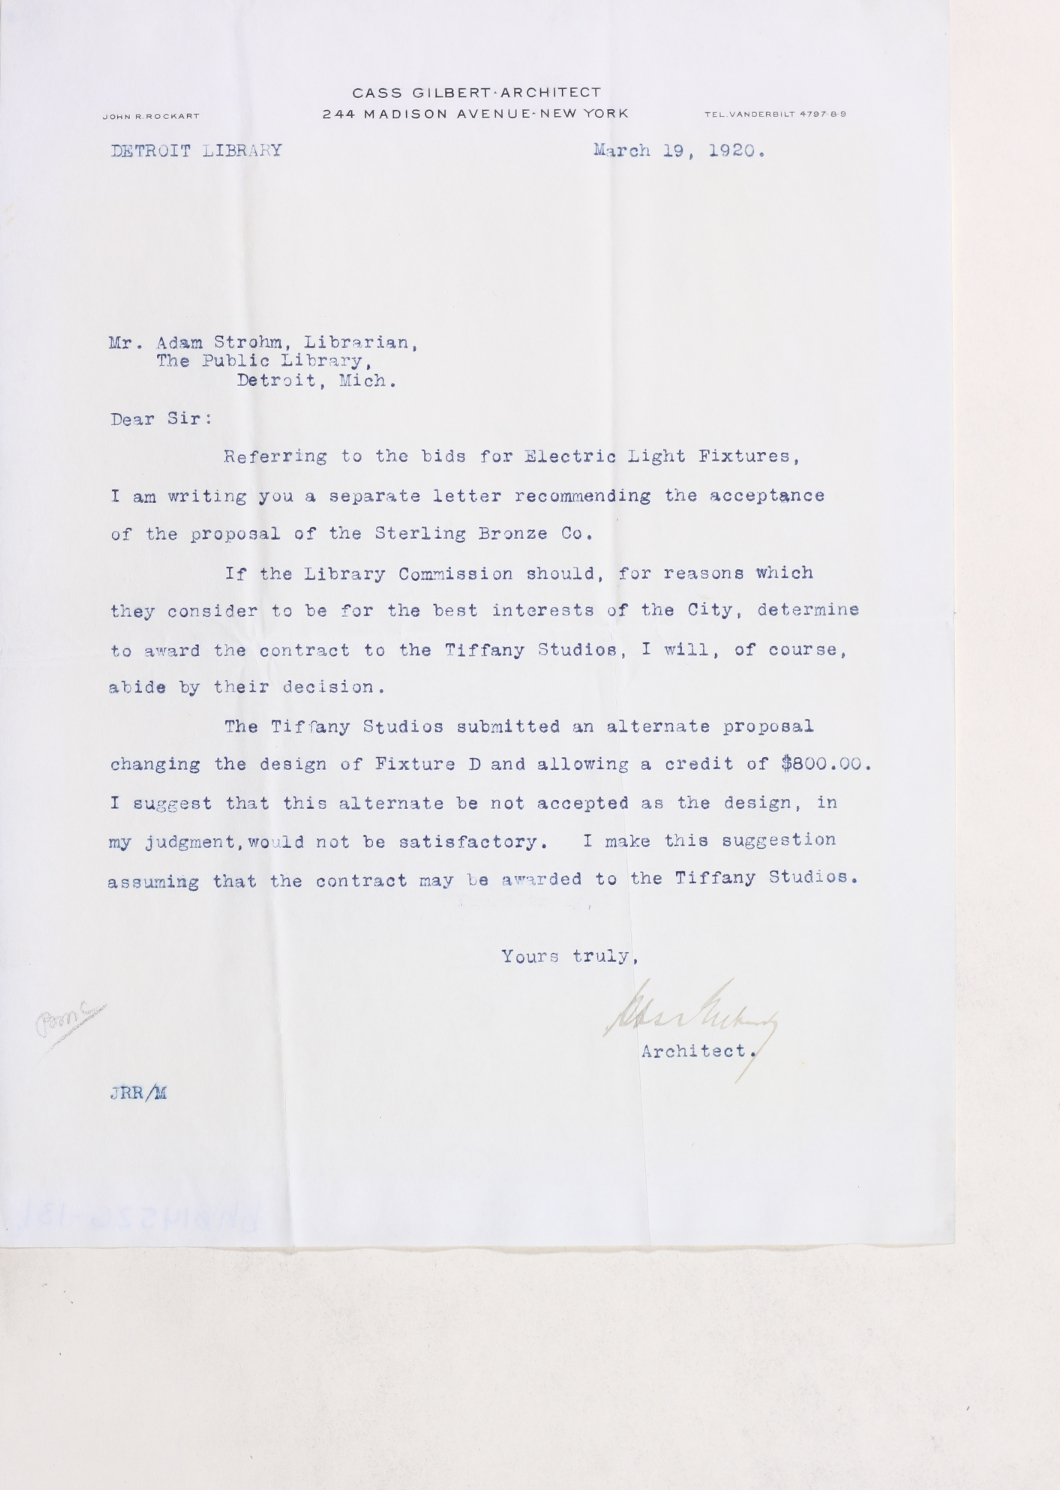 CASS GILBERT·ARCHITECT
244 MADISON AVENUE-NEW YORK
JOHN R. ROCKART
TEL. VANDERBILT 4797-8-9
DETROIT LIBRARY
March 19, 1920.
Mr. Adam Strohm, Librarian,
The Public Library,
Detroit, Mich.
Dear Sir:
Referring to the bids for Electric Light Fixtures,
I am writing you a separate letter recommending the acceptance
of the proposal of the Sterling Bronze Co.
If the Library Commission should, for reasons which
they consider to be for the best interests of the City, determine
to award the contract to the Tiffany Studios, I will, of course,
abide by their decision.
The Tiffany Studios submitted an alternate proposal
changing the design of Fixture D and allowing a credit of $800.00.
I suggest that this alternate be not accepted as the design, in
my judgment,would not be satisfactory. I make this suggestion
assuming that the contract may be awarded to the Tiffany Studios.
Yours truly,
Cass Gilbert
Architect.
JRR/M